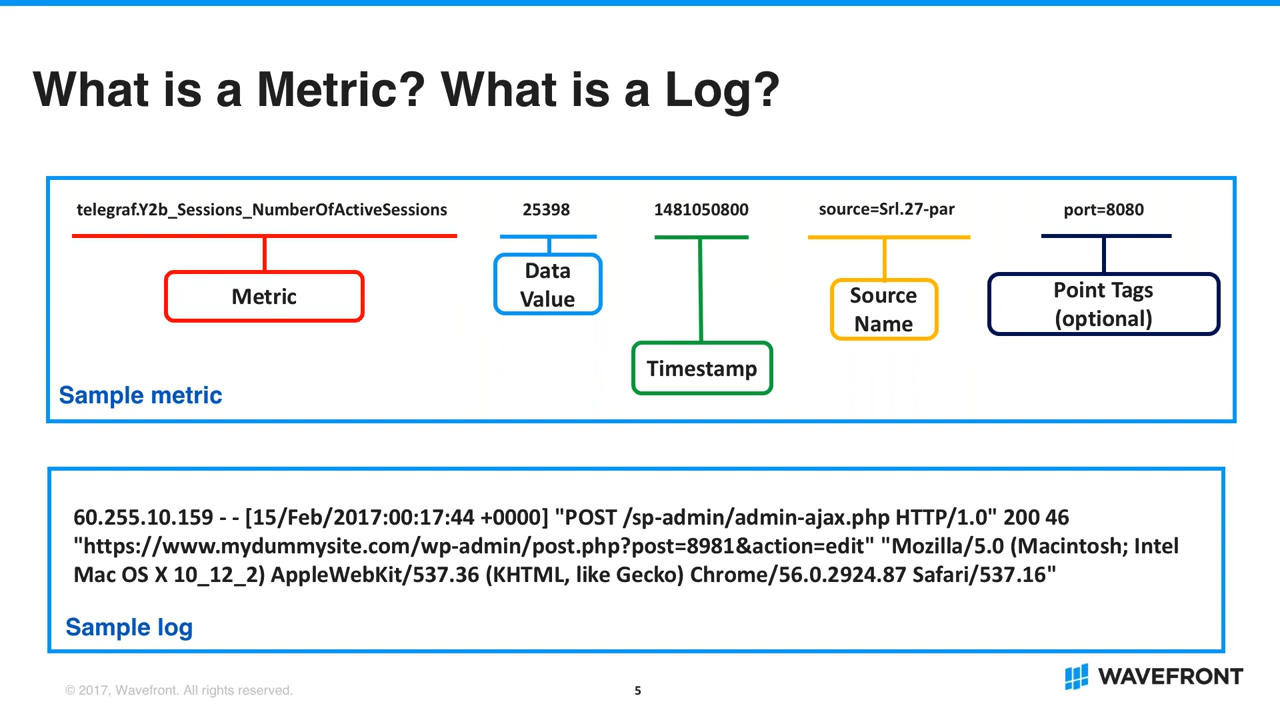 What is a Metric? What is a Log?
telegraf.Y2b_Sessions_NumberOfActiveSessions 25398 1481050800 source=Srl.27-par port=8080
Metric
Data
Value
Timestamp
Source
Name
Point Tags
(optional)
Sample metric
60.255.10.159 - - [15/Feb/2017:00:17:44 +0000] "POST /sp-admin/admin-ajax.php HTTP/1.0" 200 46
"https://www.mydummysite.com/wp-admin/post.php?post=8981&action=edit" "Mozilla/5.0 (Macintosh; Intel
Mac OS X 10_12_2) AppleWebKit/537.36 (KHTML, like Gecko) Chrome/56.0.2924.87 Safari/537.16"
Sample log
© 2017, Wavefront. All rights reserved.
5
WAVEFRONT